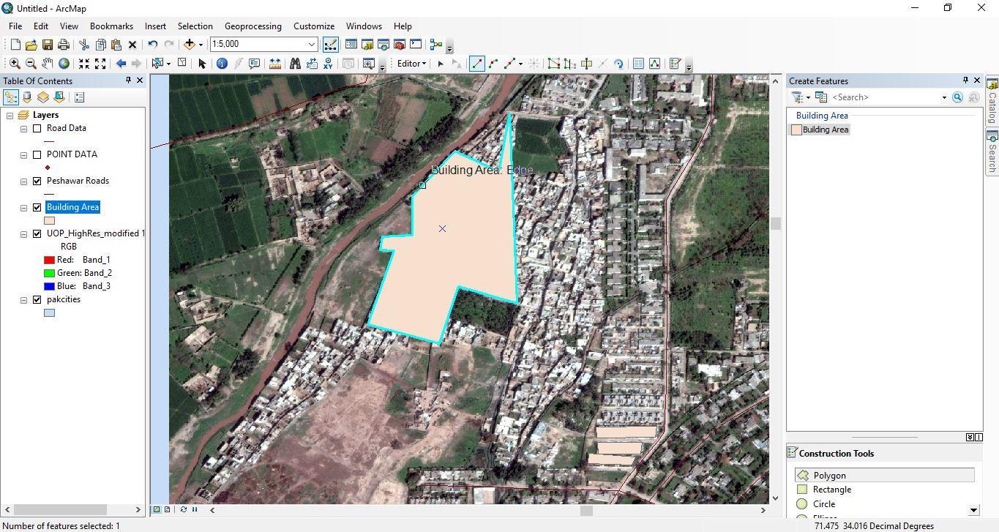 Untitled - ArcMap
File Edit View Bookmarks Insert Selection Geoprocessing Customize Windows Help
1:5,000
Editor
Table Of Contents
Layers
Road Data
POINT DATA
Peshawar Roads
Building Area
UOP_HighRes_modified 1
RGB
Red: Band_1
Green: Band_2
Blue: Band_3
pakcities
Building Area: Edge
Create Features
<Search>
Building Area
Building Area
Construction Tools
Polygon
Rectangle
Circle
Catalog
Search
Number of features selected: 1
71.475 34.016 Decimal Degrees